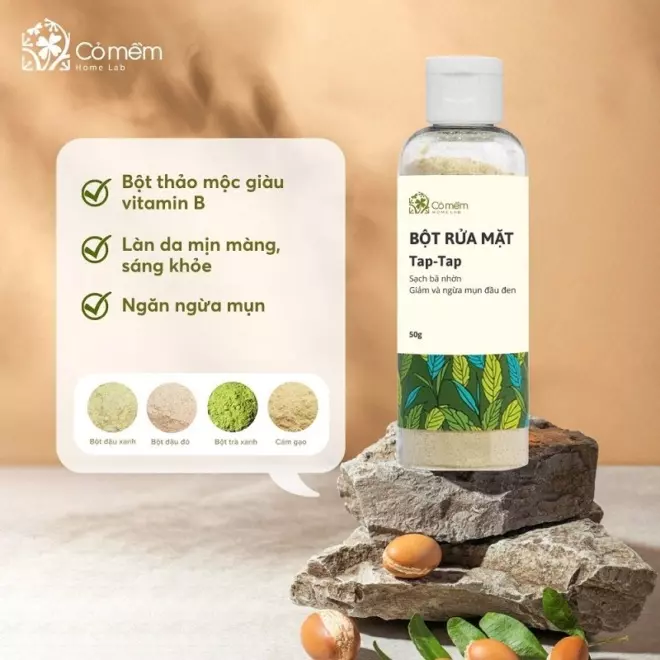 Cỏ mềm
Home Lab
Bột thảo mộc giàu
vitamin B
Làn da mịn màng,
sáng khỏe
Ngăn ngừa mụn
Bột đậu xanh
Bột đậu đỏ
Bột trà xanh
Cám gạo
Cỏ mềm
HOME LAB
BỘT RỬA MẶT
Tap-Tap
Sạch bã nhờn
Giảm và ngừa mụn đầu đen
50g